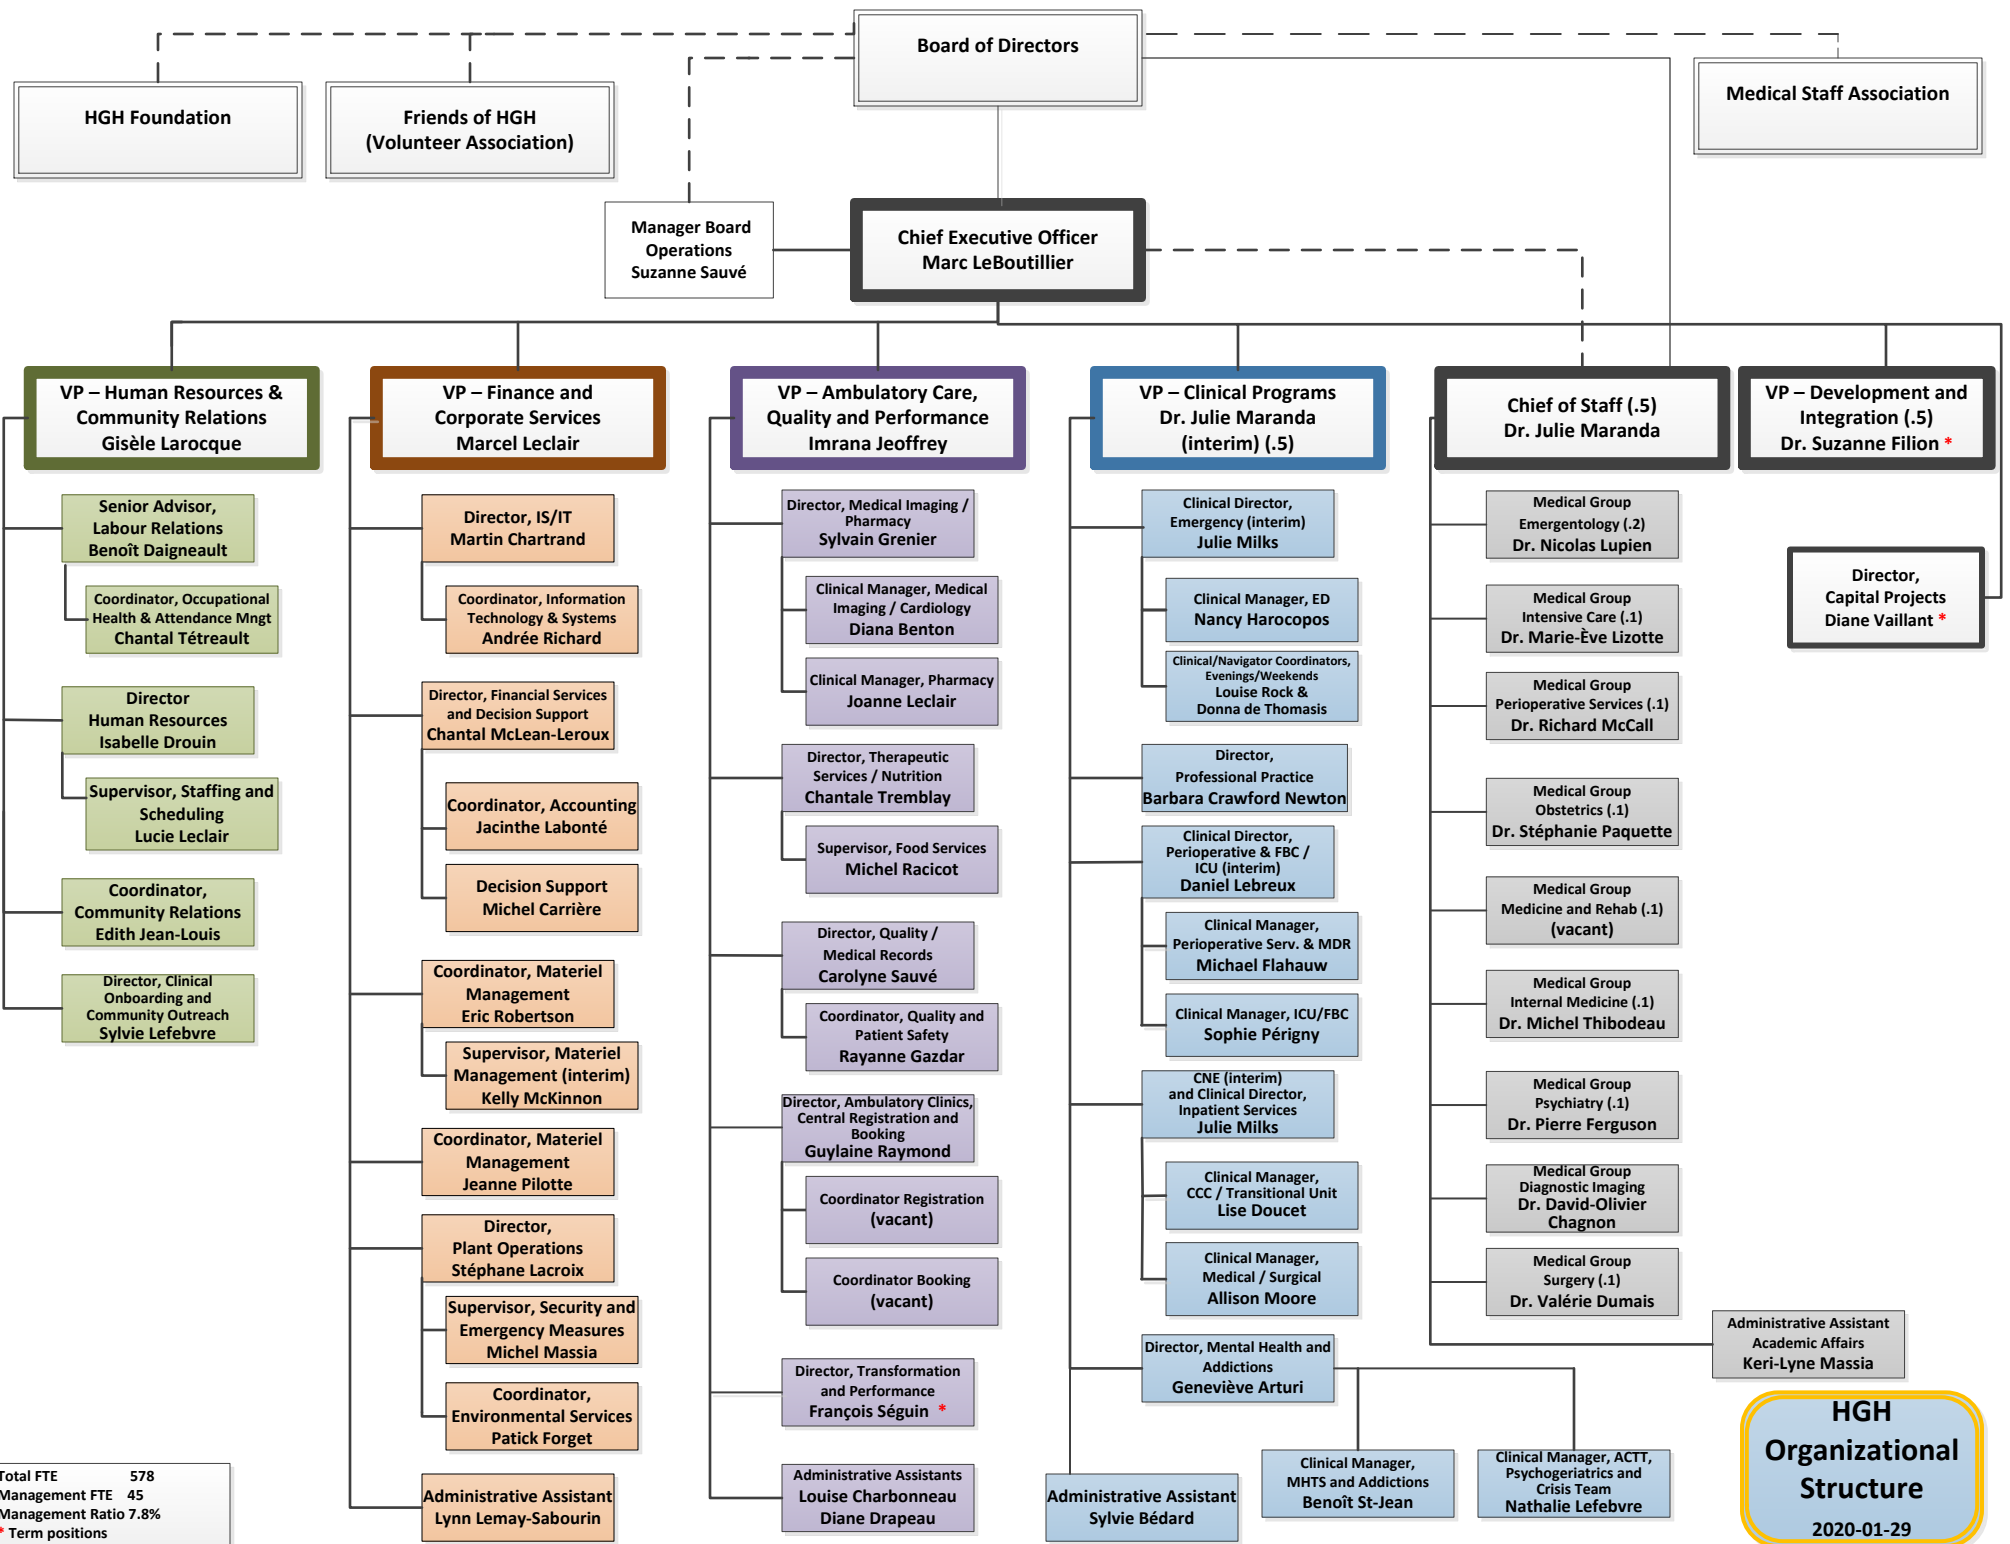 Board of Directors
HGH Foundation
Friends of HGH
(Volunteer Association)
Medical Staff Association
Manager Board
Operations
Suzanne Sauvé
Chief Executive Officer
Marc LeBoutillier
VP – Human Resources &
Community Relations
Gisèle Larocque
VP – Finance and
Corporate Services
Marcel Leclair
VP – Ambulatory Care,
Quality and Performance
Imrana Jeoffrey
VP – Clinical Programs
Dr. Julie Maranda
(interim) (.5)
Chief of Staff (.5)
Dr. Julie Maranda
VP – Development and
Integration (.5)
Dr. Suzanne Filion *
Senior Advisor,
Labour Relations
Benoît Daigneault
Coordinator, Occupational
Health & Attendance Mngt
Chantal Tétreault
Director
Human Resources
Isabelle Drouin
Supervisor, Staffing and
Scheduling
Lucie Leclair
Coordinator,
Community Relations
Edith Jean-Louis
Director, Clinical
Onboarding and
Community Outreach
Sylvie Lefebvre
Director, IS/IT
Martin Chartrand
Coordinator, Information
Technology & Systems
Andrée Richard
Director, Financial Services
and Decision Support
Chantal McLean-Leroux
Coordinator, Accounting
Jacinthe Labonté
Decision Support
Michel Carrière
Coordinator, Materiel
Management
Eric Robertson
Supervisor, Materiel
Management (interim)
Kelly McKinnon
Coordinator, Materiel
Management
Jeanne Pilotte
Director,
Plant Operations
Stéphane Lacroix
Supervisor, Security and
Emergency Measures
Michel Massia
Coordinator,
Environmental Services
Patick Forget
Administrative Assistant
Lynn Lemay-Sabourin
Director, Medical Imaging /
Pharmacy
Sylvain Grenier
Clinical Manager, Medical
Imaging / Cardiology
Diana Benton
Clinical Manager, Pharmacy
Joanne Leclair
Director, Therapeutic
Services / Nutrition
Chantale Tremblay
Supervisor, Food Services
Michel Racicot
Director, Quality /
Medical Records
Carolyne Sauvé
Coordinator, Quality and
Patient Safety
Rayanne Gazdar
Director, Ambulatory Clinics,
Central Registration and
Booking
Guylaine Raymond
Coordinator Registration
(vacant)
Coordinator Booking
(vacant)
Director, Transformation
and Performance
François Séguin *
Administrative Assistants
Louise Charbonneau
Diane Drapeau
Clinical Director,
Emergency (interim)
Julie Milks
Clinical Manager, ED
Nancy Harocopos
Clinical/Navigator Coordinators,
Evenings/Weekends
Louise Rock &
Donna de Thomasis
Director,
Professional Practice
Barbara Crawford Newton
Clinical Director,
Perioperative & FBC /
ICU (interim)
Daniel Lebreux
Clinical Manager,
Perioperative Serv. & MDR
Michael Flahauw
Clinical Manager, ICU/FBC
Sophie Périgny
CNE (interim)
and Clinical Director,
Inpatient Services
Julie Milks
Clinical Manager,
CCC / Transitional Unit
Lise Doucet
Clinical Manager,
Medical / Surgical
Allison Moore
Director, Mental Health and
Addictions
Geneviève Arturi
Administrative Assistant
Sylvie Bédard
Clinical Manager,
MHTS and Addictions
Benoît St-Jean
Clinical Manager, ACTT,
Psychogeriatrics and
Crisis Team
Nathalie Lefebvre
Medical Group
Emergentology (.2)
Dr. Nicolas Lupien
Medical Group
Intensive Care (.1)
Dr. Marie-Ève Lizotte
Medical Group
Perioperative Services (.1)
Dr. Richard McCall
Medical Group
Obstetrics (.1)
Dr. Stéphanie Paquette
Medical Group
Medicine and Rehab (.1)
(vacant)
Medical Group
Internal Medicine (.1)
Dr. Michel Thibodeau
Medical Group
Psychiatry (.1)
Dr. Pierre Ferguson
Medical Group
Diagnostic Imaging
Dr. David-Olivier
Chagnon
Medical Group
Surgery (.1)
Dr. Valérie Dumais
Administrative Assistant
Academic Affairs
Keri-Lyne Massia
Director,
Capital Projects
Diane Vaillant *
Total FTE 578
Management FTE 45
Management Ratio 7.8%
* Term positions
HGH
Organizational
Structure
2020-01-29